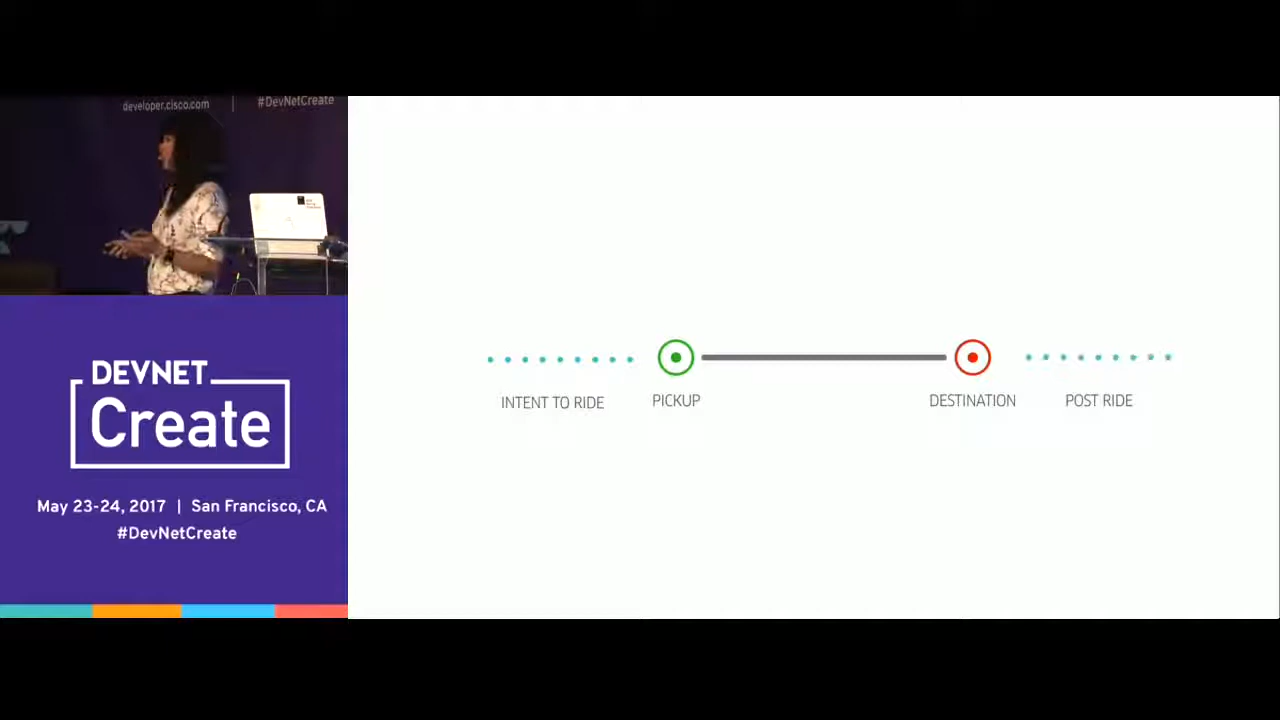 developer.cisco.com | #DevNetCreate
DEVNET
Create
May 23-24, 2017 | San Francisco, CA
#DevNetCreate
INTENT TO RIDE
PICKUP
DESTINATION
POST RIDE